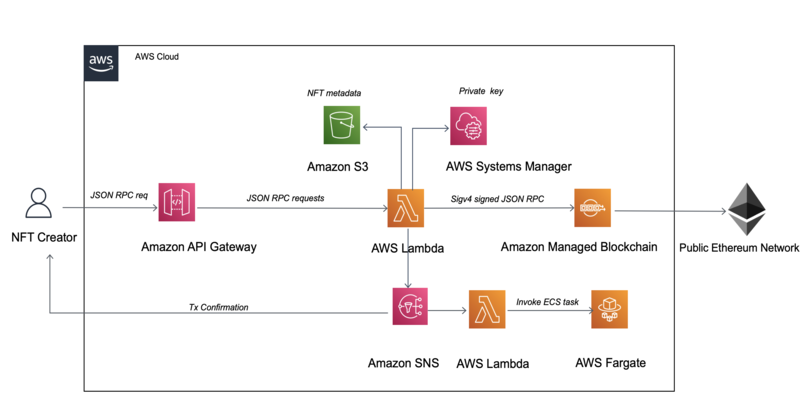 aws
AWS Cloud
NFT metadata
Private key
Amazon S3
AWS Systems Manager
JSON RPC req
JSON RPC requests
Sigv4 signed JSON RPC
NFT Creator
Amazon API Gateway
AWS Lambda
Amazon Managed Blockchain
Public Ethereum Network
Tx Confirmation
Invoke ECS task
Amazon SNS
AWS Lambda
AWS Fargate